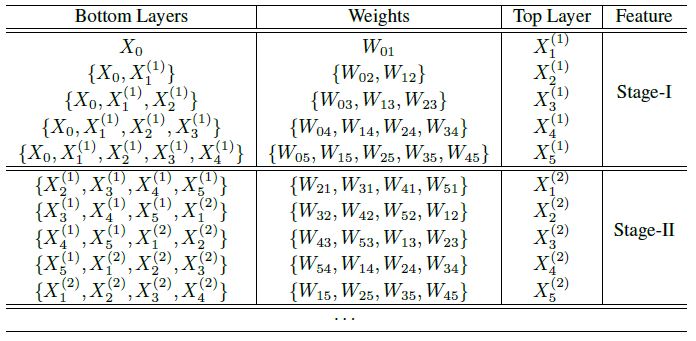 Bottom Layers Weights Top Layer Feature
X_0 W_{01} X_1^{(1)}
{X_0, X_1^{(1)}} {W_{02}, W_{12}} X_2^{(1)}
{X_0, X_1^{(1)}, X_2^{(1)}} {W_{03}, W_{13}, W_{23}} X_3^{(1)} Stage-I
{X_0, X_1^{(1)}, X_2^{(1)}, X_3^{(1)}} {W_{04}, W_{14}, W_{24}, W_{34}} X_4^{(1)}
{X_0, X_1^{(1)}, X_2^{(1)}, X_3^{(1)}, X_4^{(1)}} {W_{05}, W_{15}, W_{25}, W_{35}, W_{45}} X_5^{(1)}
{X_2^{(1)}, X_3^{(1)}, X_4^{(1)}, X_5^{(1)}} {W_{21}, W_{31}, W_{41}, W_{51}} X_1^{(2)}
{X_3^{(1)}, X_4^{(1)}, X_5^{(1)}, X_1^{(2)}} {W_{32}, W_{42}, W_{52}, W_{12}} X_2^{(2)}
{X_4^{(1)}, X_5^{(1)}, X_1^{(2)}, X_2^{(2)}} {W_{43}, W_{53}, W_{13}, W_{23}} X_3^{(2)} Stage-II
{X_5^{(1)}, X_1^{(2)}, X_2^{(2)}, X_3^{(2)}} {W_{54}, W_{14}, W_{24}, W_{34}} X_4^{(2)}
{X_1^{(2)}, X_2^{(2)}, X_3^{(2)}, X_4^{(2)}} {W_{15}, W_{25}, W_{35}, W_{45}} X_5^{(2)}
...